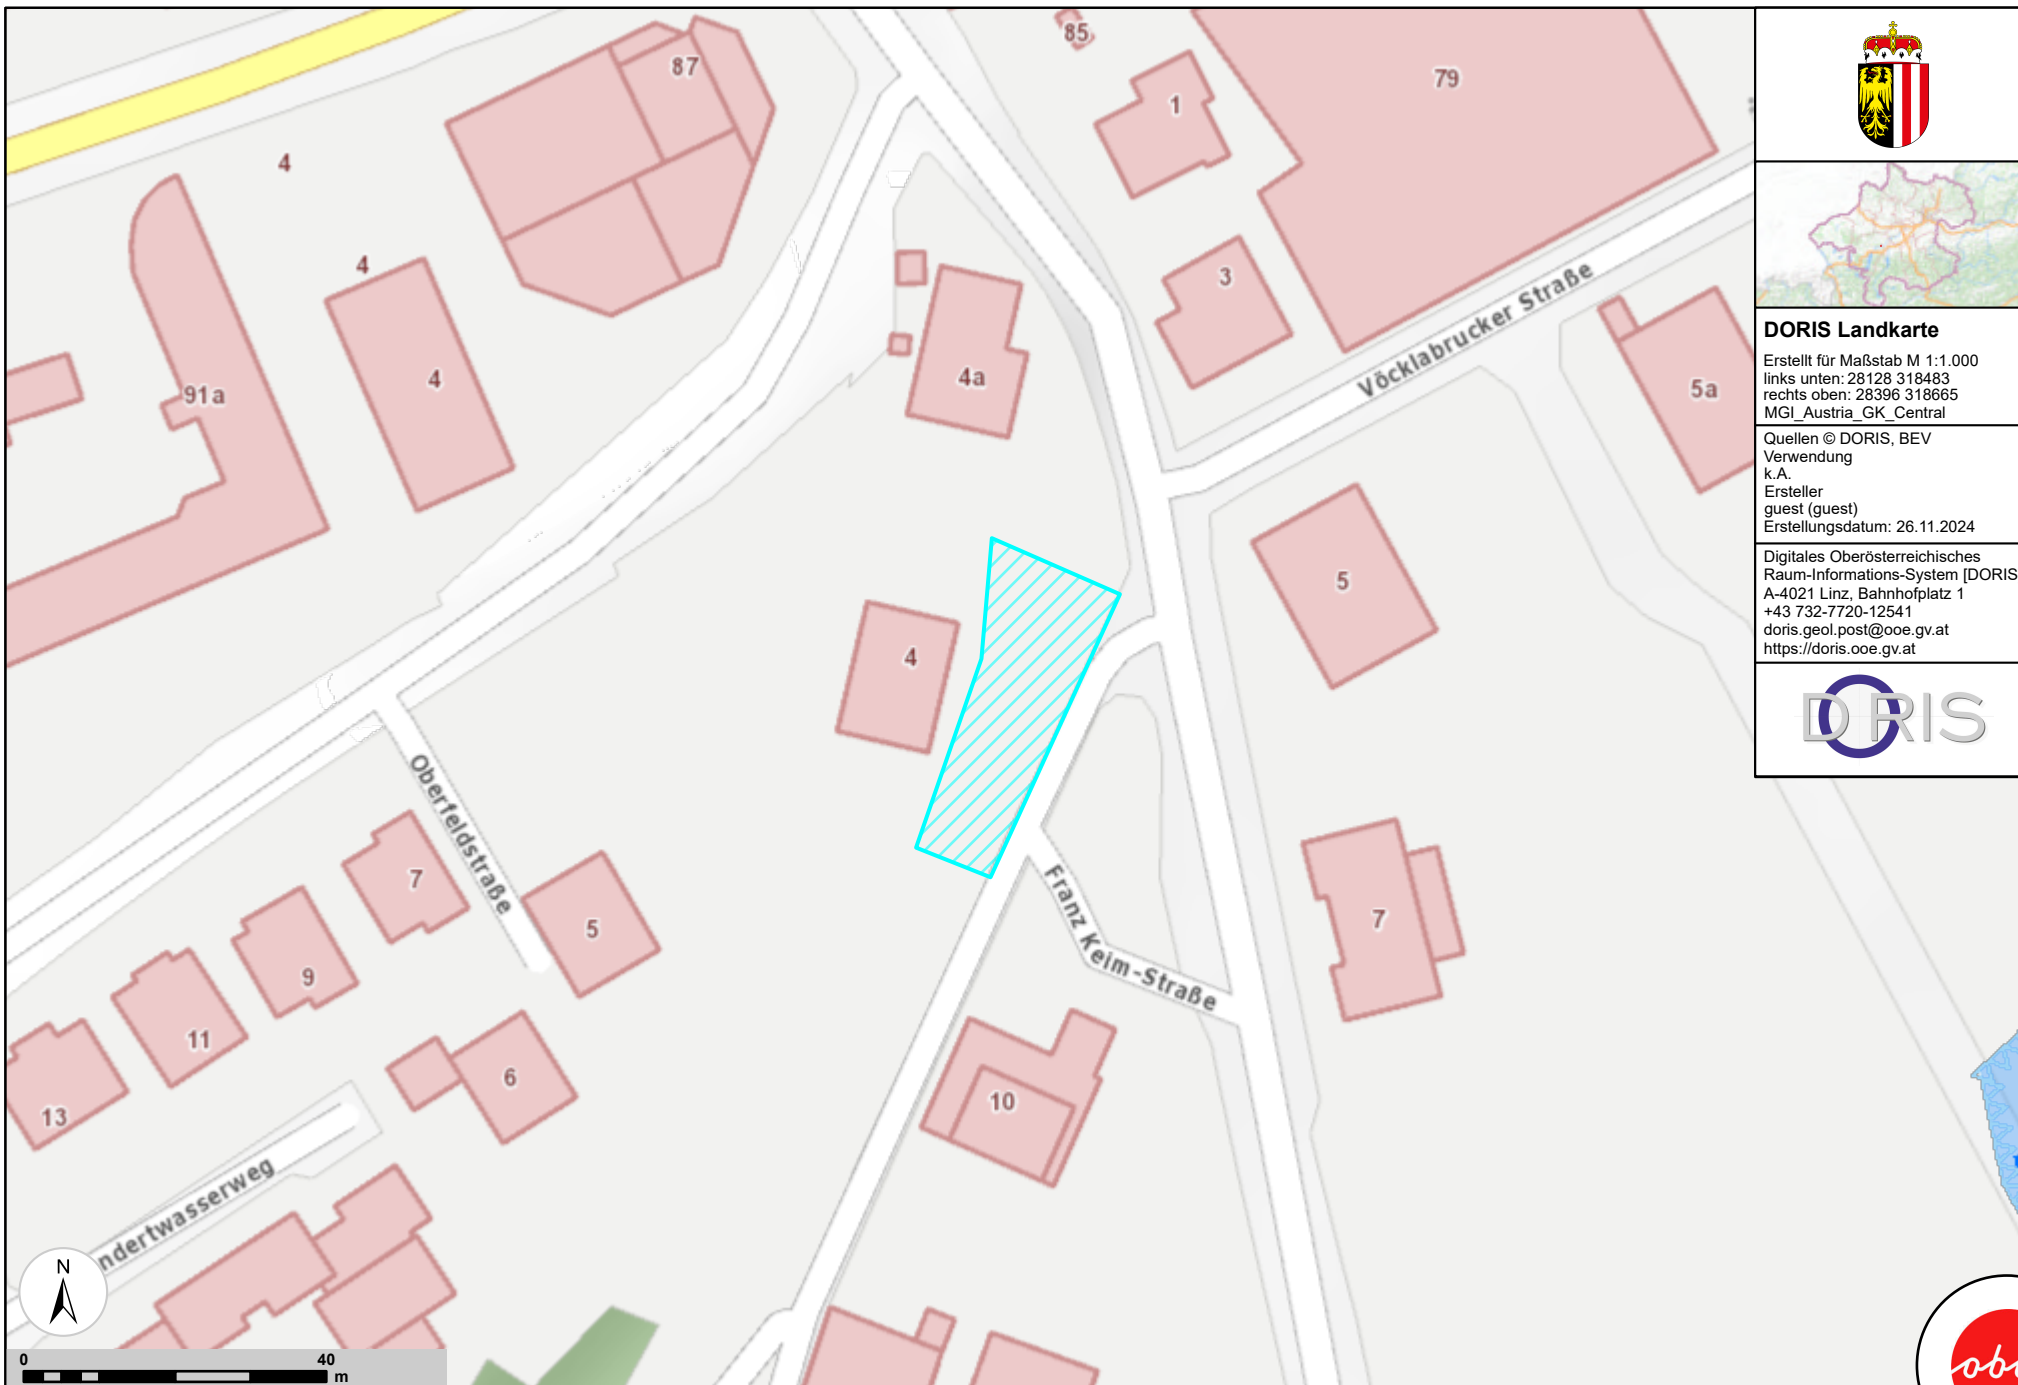 87
85
1
79
4
4
3
Vöcklabrucker Straße
91a
4
4a
5a
5
4
Oberfeldstraße
7
5
Franz Keim-Straße
7
9
11
13
6
10
ndertwasserweg
N
0 40
m
DORIS Landkarte
Erstellt für Maßstab M 1:1.000
links unten: 28128 318483
rechts oben: 28396 318665
MGI_Austria_GK_Central
Quellen © DORIS, BEV
Verwendung
k.A.
Ersteller
guest (guest)
Erstellungsdatum: 26.11.2024
Digitales Oberösterreichisches
Raum-Informations-System [DORIS
A-4021 Linz, Bahnhofplatz 1
+43 732-7720-12541
doris.geol.post@ooe.gv.at
https://doris.ooe.gv.at
DORIS